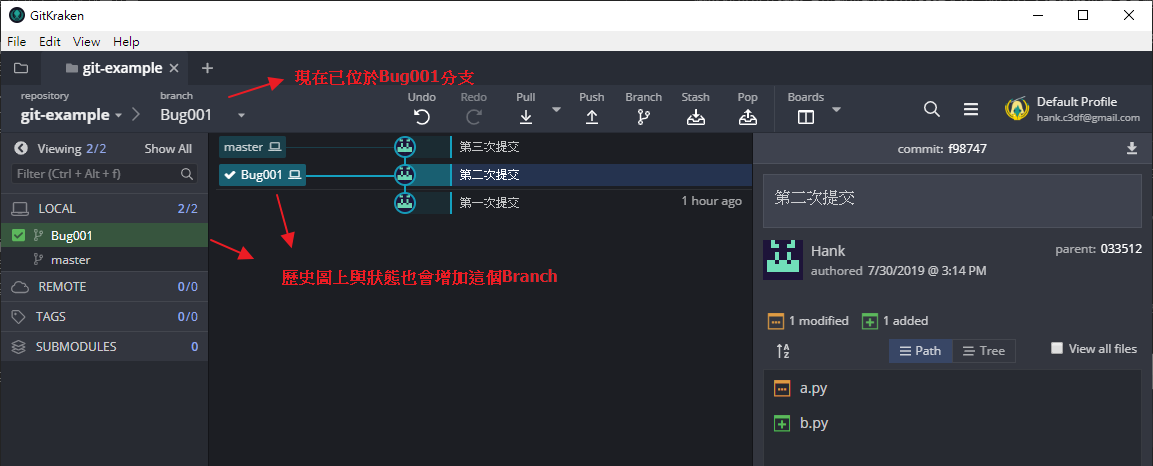 GitKraken
File Edit View Help
git-example
現在已位於Bug001分支
repository
git-example
branch
Bug001
Undo
Redo
Pull
Push
Branch
Stash
Pop
Boards
Default Profile
hank.c3df@gmail.com
Viewing 2/2
Show All
Filter (Ctrl + Alt + f)
LOCAL 2/2
Bug001
master
REMOTE 0/0
TAGS 0/0
SUBMODULES 0
master 第三次提交
Bug001 第二次提交
第一次提交 1 hour ago
歷史圖上與狀態也會增加這個Branch
commit: f98747
第二次提交
Hank
authored 7/30/2019 @ 3:14 PM
parent: 033512
1 modified 1 added
A
Z
Path Tree
View all files
a.py
b.py